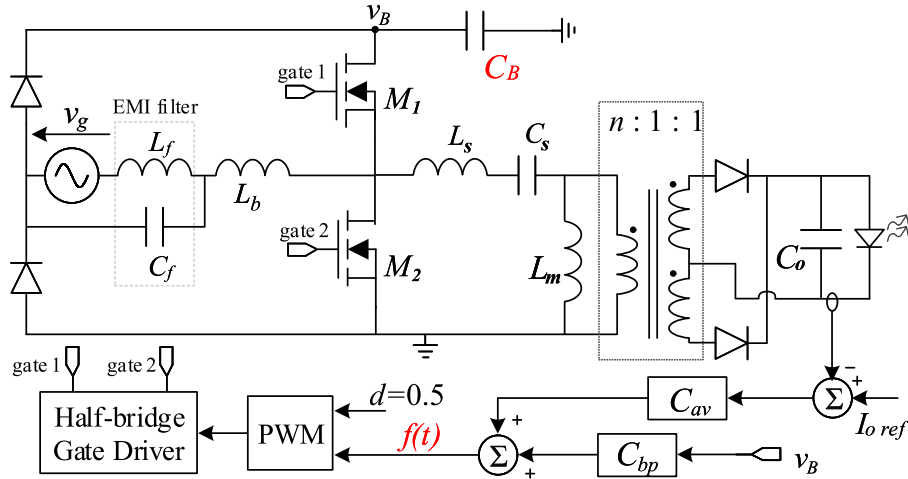 v_B
C_B
gate 1
M_1
EMI filter
v_g
L_f
L_b
C_f
gate 2
M_2
L_s
C_s
L_m
n : 1 : 1
C_o
gate 1
gate 2
Half-bridge
Gate Driver
PWM
d=0.5
f(t)
Σ
+
+
C_av
C_bp
v_B
Σ
−
+
I_o ref